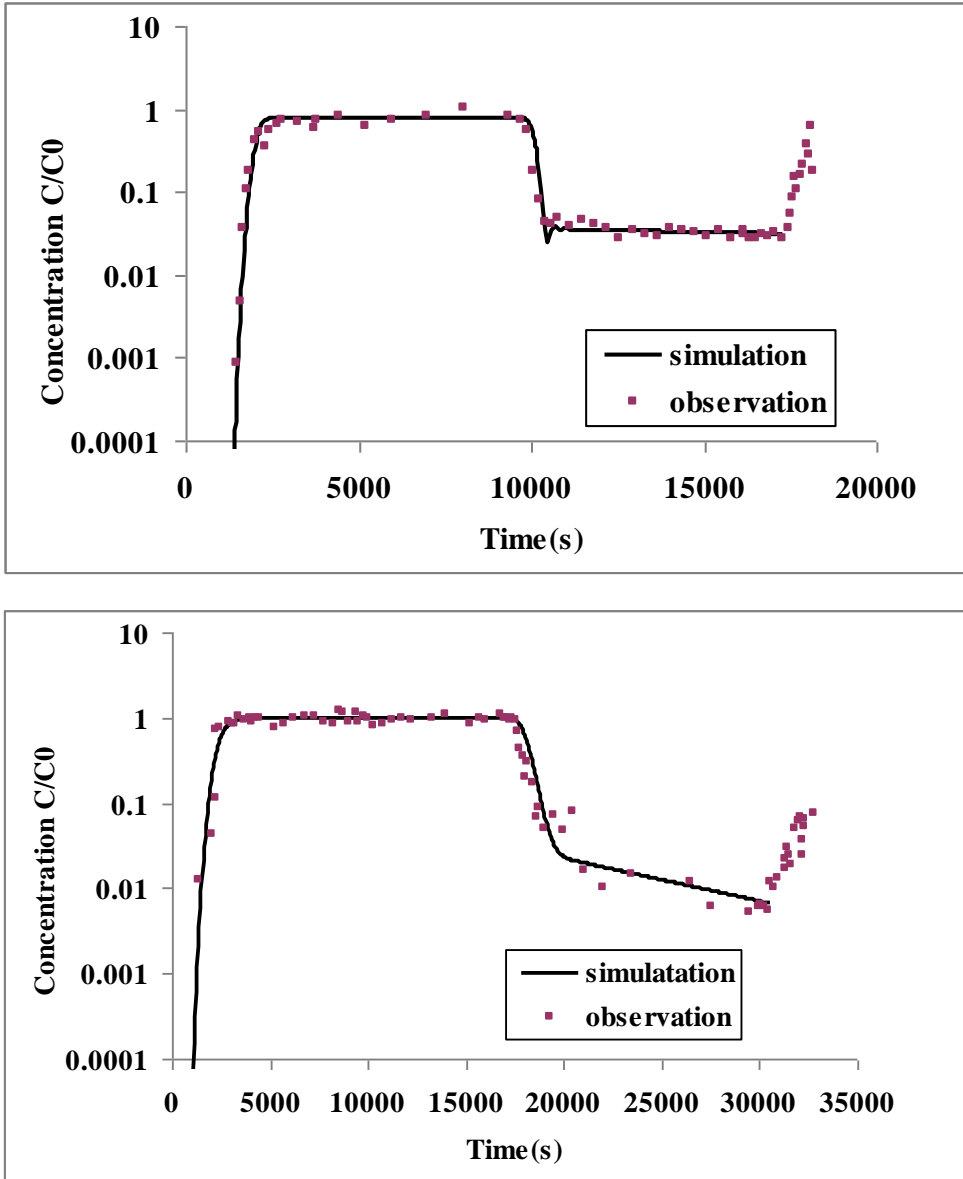 10
1
0.1
0.01
0.001
0.0001
Concentration C/C0
simulation
observation
0 5000 10000 15000 20000
Time(s)
10
1
0.1
0.01
0.001
0.0001
Concentration C/C0
simulatation
observation
0 5000 10000 15000 20000 25000 30000 35000
Time(s)